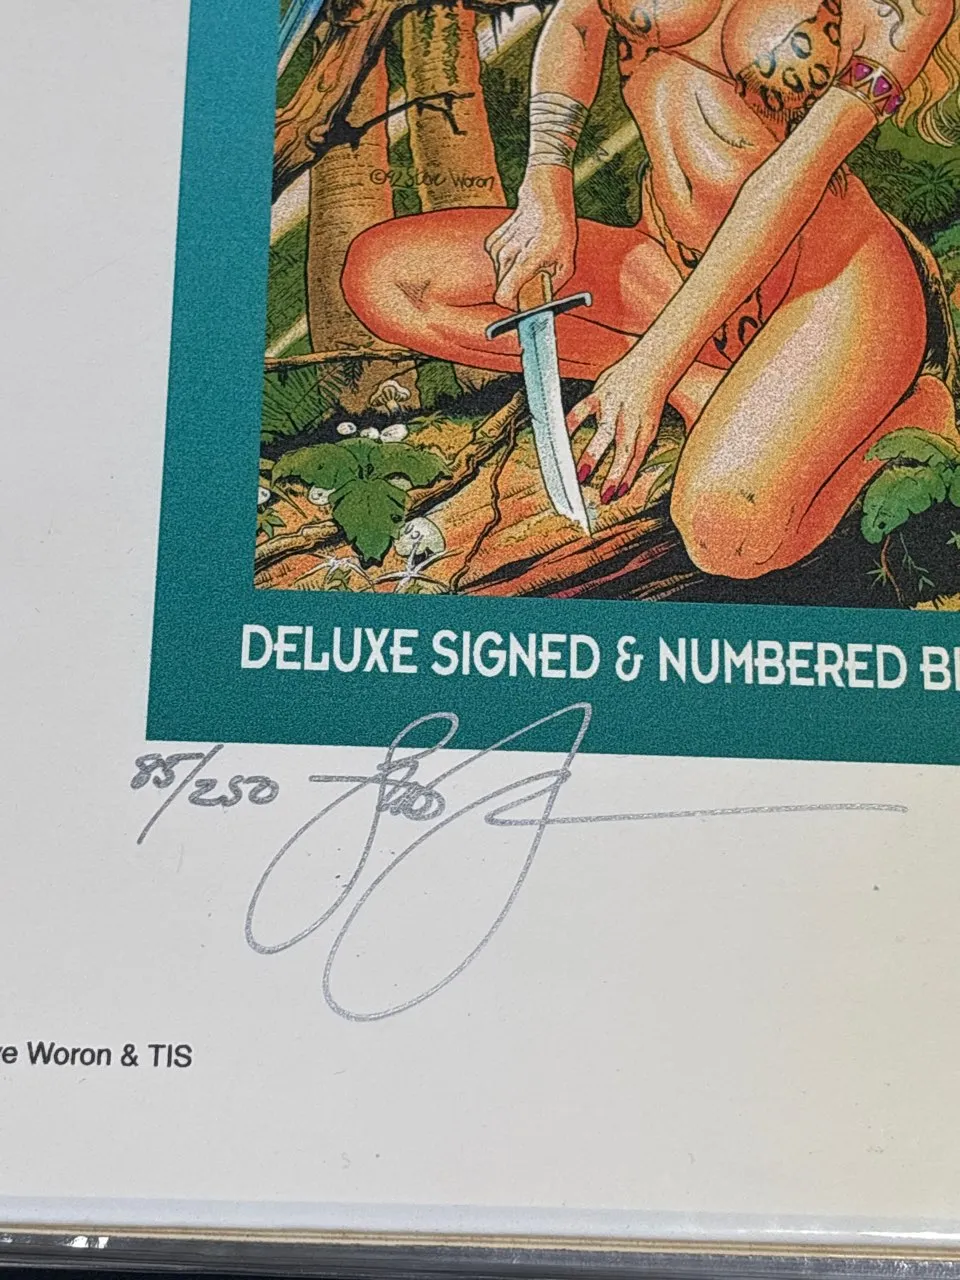 ©92 Steve Woron
DELUXE SIGNED & NUMBERED
85/250
Woron & TIS